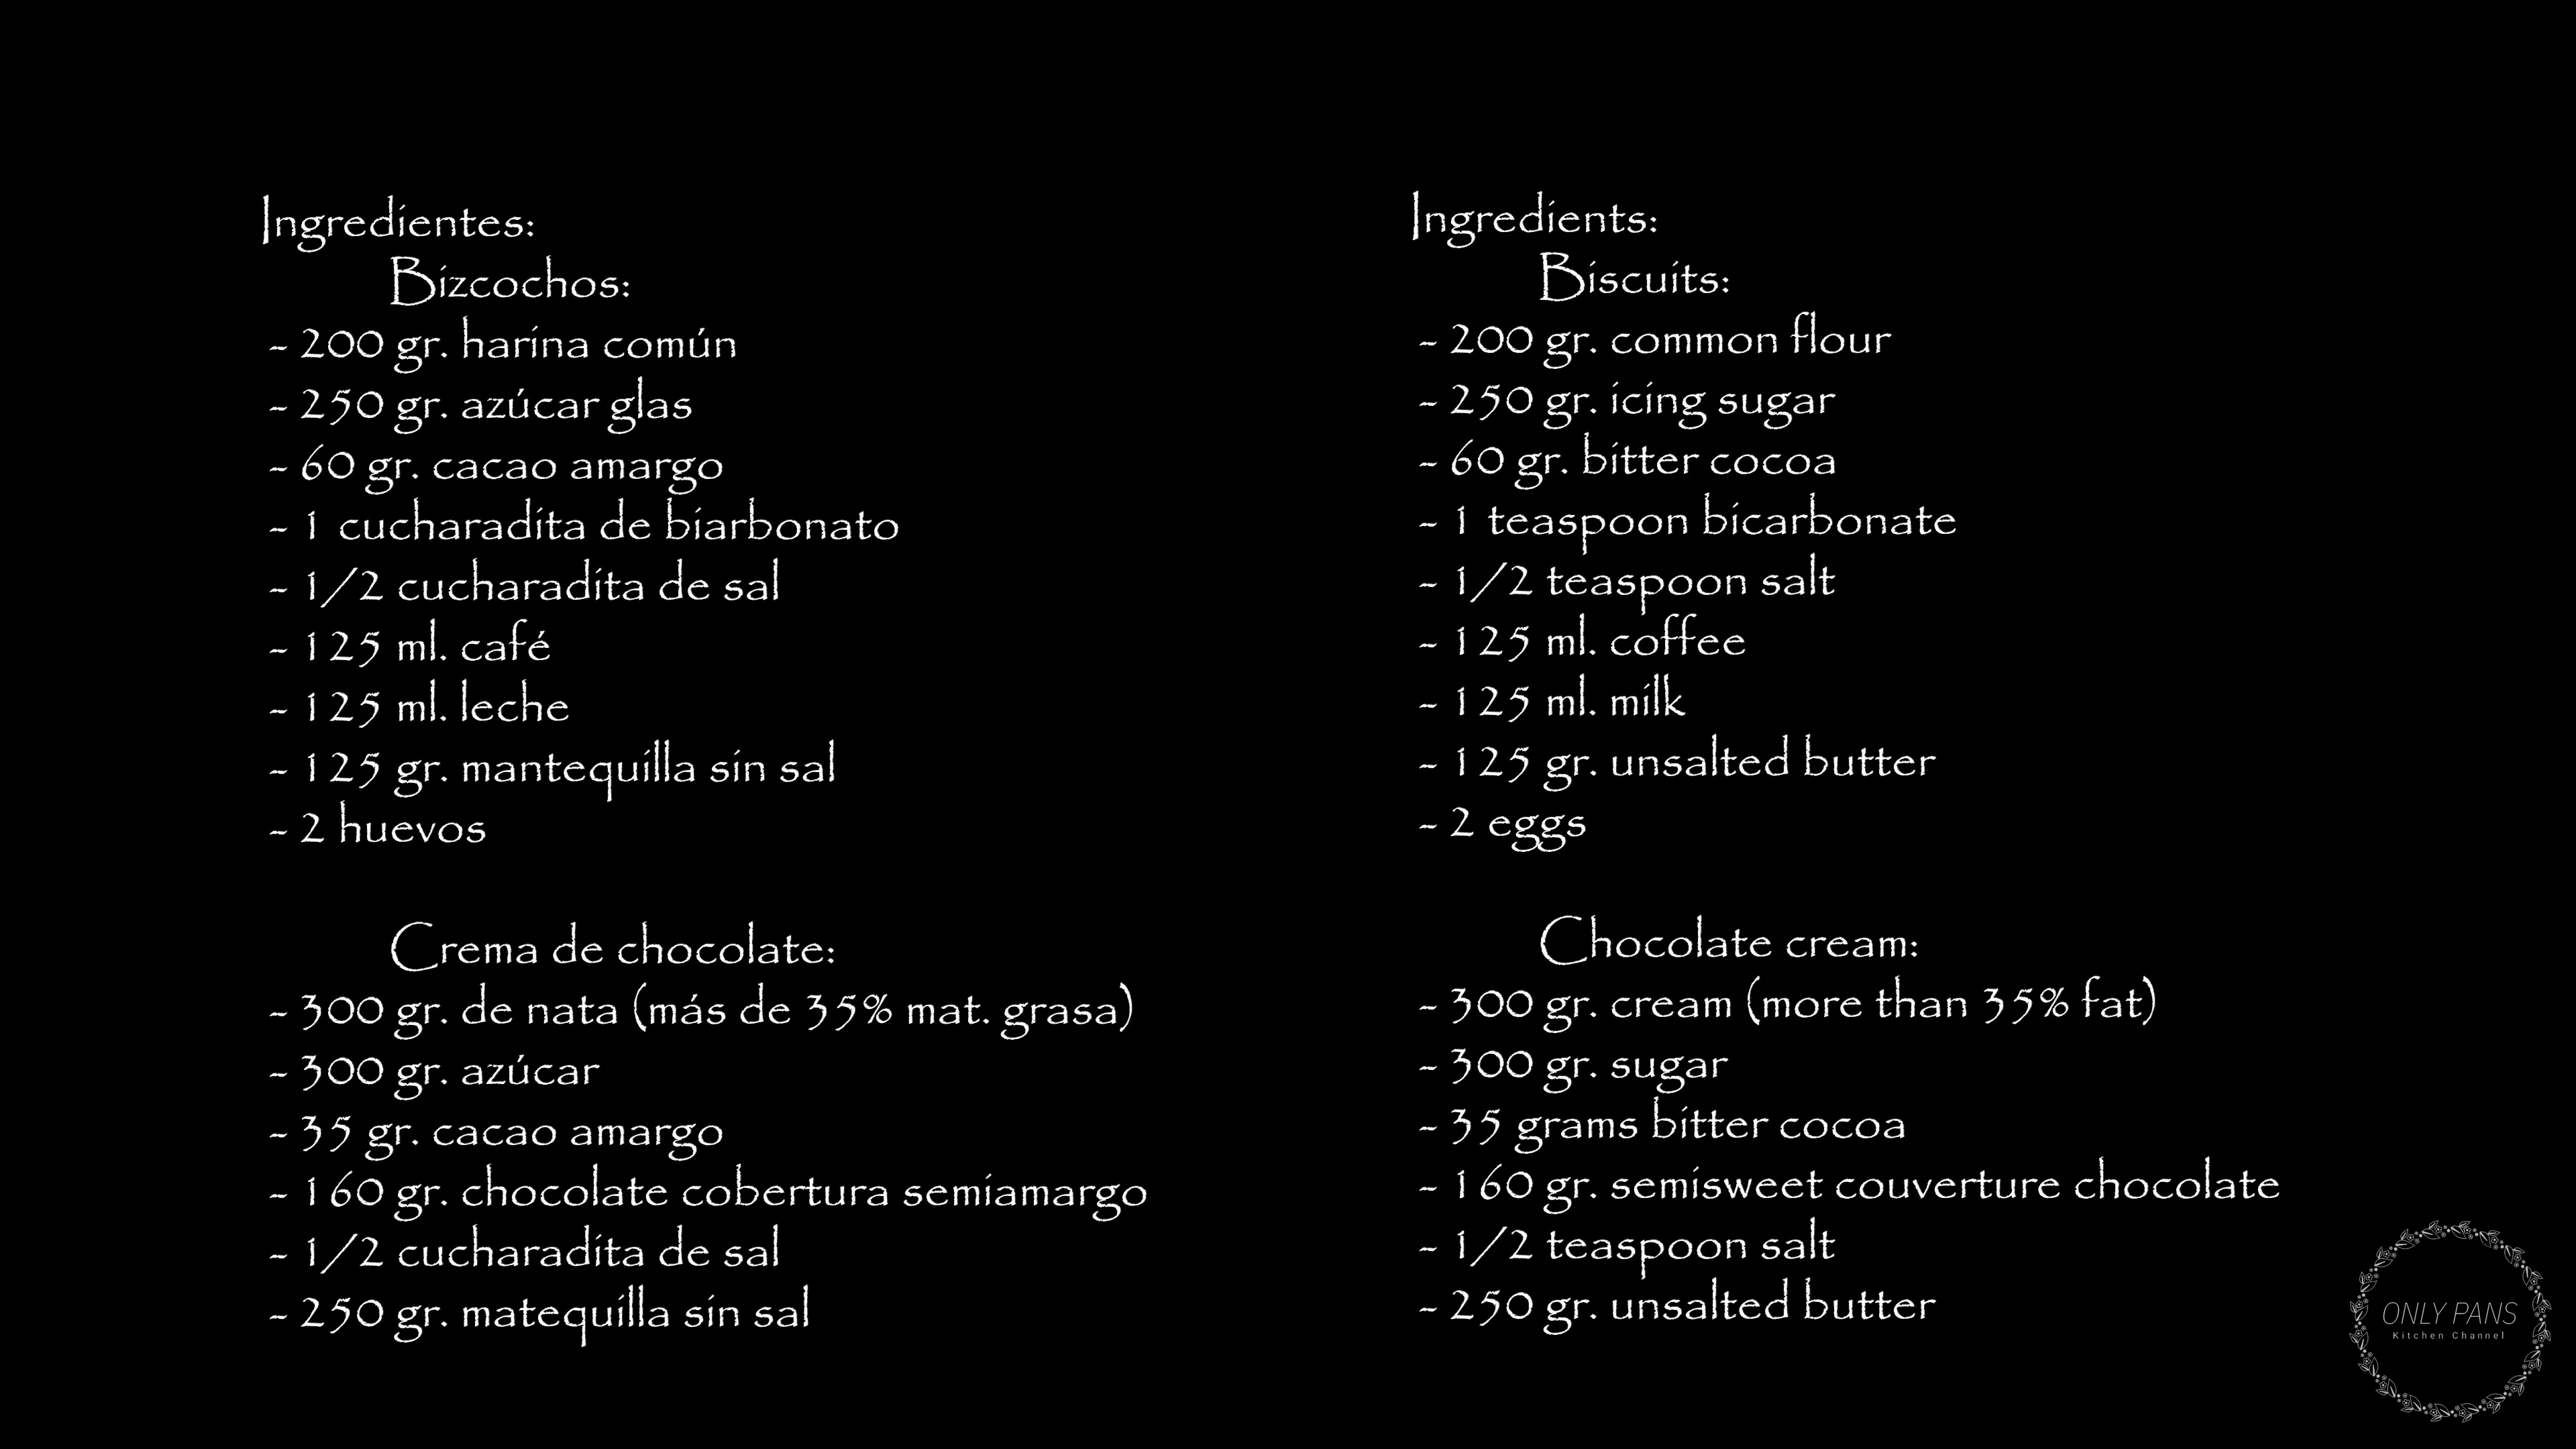 Ingredientes:
Bizcochos:
- 200 gr. harina común
- 250 gr. azúcar glas
- 60 gr. cacao amargo
- 1 cucharadita de biarbonato
- 1/2 cucharadita de sal
- 125 ml. café
- 125 ml. leche
- 125 gr. mantequilla sin sal
- 2 huevos
Crema de chocolate:
- 300 gr. de nata (más de 35% mat. grasa)
- 300 gr. azúcar
- 35 gr. cacao amargo
- 160 gr. chocolate cobertura semiamargo
- 1/2 cucharadita de sal
- 250 gr. matequilla sin sal
Ingredients:
Biscuits:
- 200 gr. common flour
- 250 gr. icing sugar
- 60 gr. bitter cocoa
- 1 teaspoon bicarbonate
- 1/2 teaspoon salt
- 125 ml. coffee
- 125 ml. milk
- 125 gr. unsalted butter
- 2 eggs
Chocolate cream:
- 300 gr. cream (more than 35% fat)
- 300 gr. sugar
- 35 grams bitter cocoa
- 160 gr. semisweet couverture chocolate
- 1/2 teaspoon salt
- 250 gr. unsalted butter
ONLY PANS
Kitchen Channel